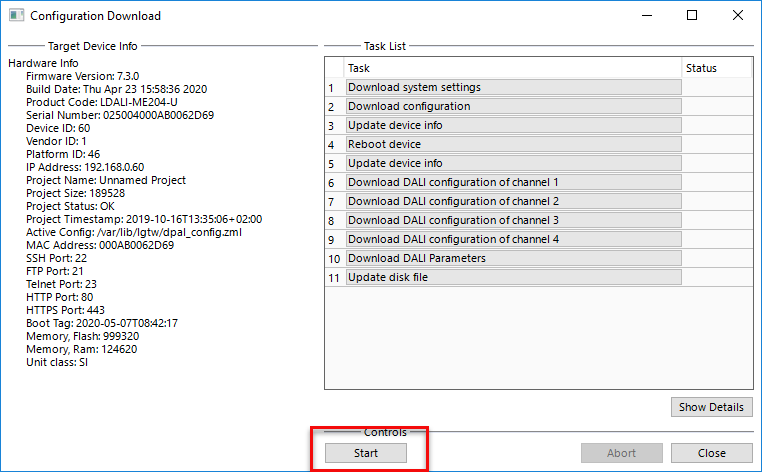 Configuration Download
Target Device Info
Hardware Info
Firmware Version: 7.3.0
Build Date: Thu Apr 23 15:58:36 2020
Product Code: LDALI-ME204-U
Serial Number: 025004000AB0062D69
Device ID: 60
Vendor ID: 1
Platform ID: 46
IP Address: 192.168.0.60
Project Name: Unnamed Project
Project Size: 189528
Project Status: OK
Project Timestamp: 2019-10-16T13:35:06+02:00
Active Config: /var/lib/lgtw/dpal_config.zml
MAC Address: 000AB0062D69
SSH Port: 22
FTP Port: 21
Telnet Port: 23
HTTP Port: 80
HTTPS Port: 443
Boot Tag: 2020-05-07T08:42:17
Memory, Flash: 999320
Memory, Ram: 124620
Unit class: SI
Task List
Task Status
1 Download system settings
2 Download configuration
3 Update device info
4 Reboot device
5 Update device info
6 Download DALI configuration of channel 1
7 Download DALI configuration of channel 2
8 Download DALI configuration of channel 3
9 Download DALI configuration of channel 4
10 Download DALI Parameters
11 Update disk file
Show Details
Controls
Start Abort Close